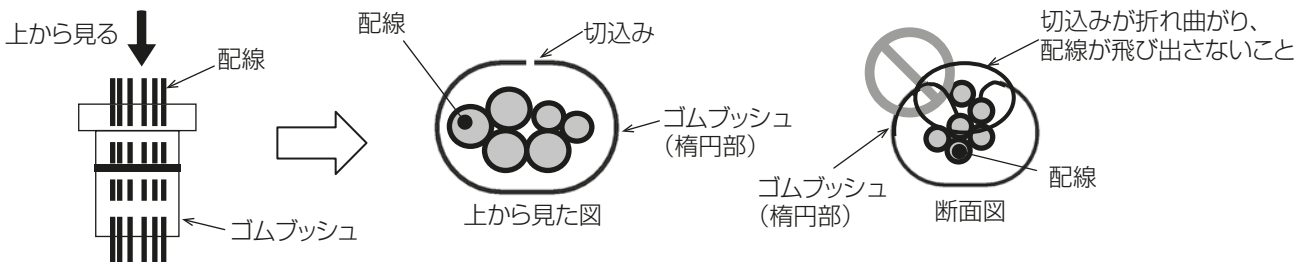 上から見る
配線
ゴムブッシュ
配線
切込み
ゴムブッシュ
（楕円部）
上から見た図
切込みが折れ曲がり、
配線が飛び出さないこと
ゴムブッシュ
（楕円部）
配線
断面図